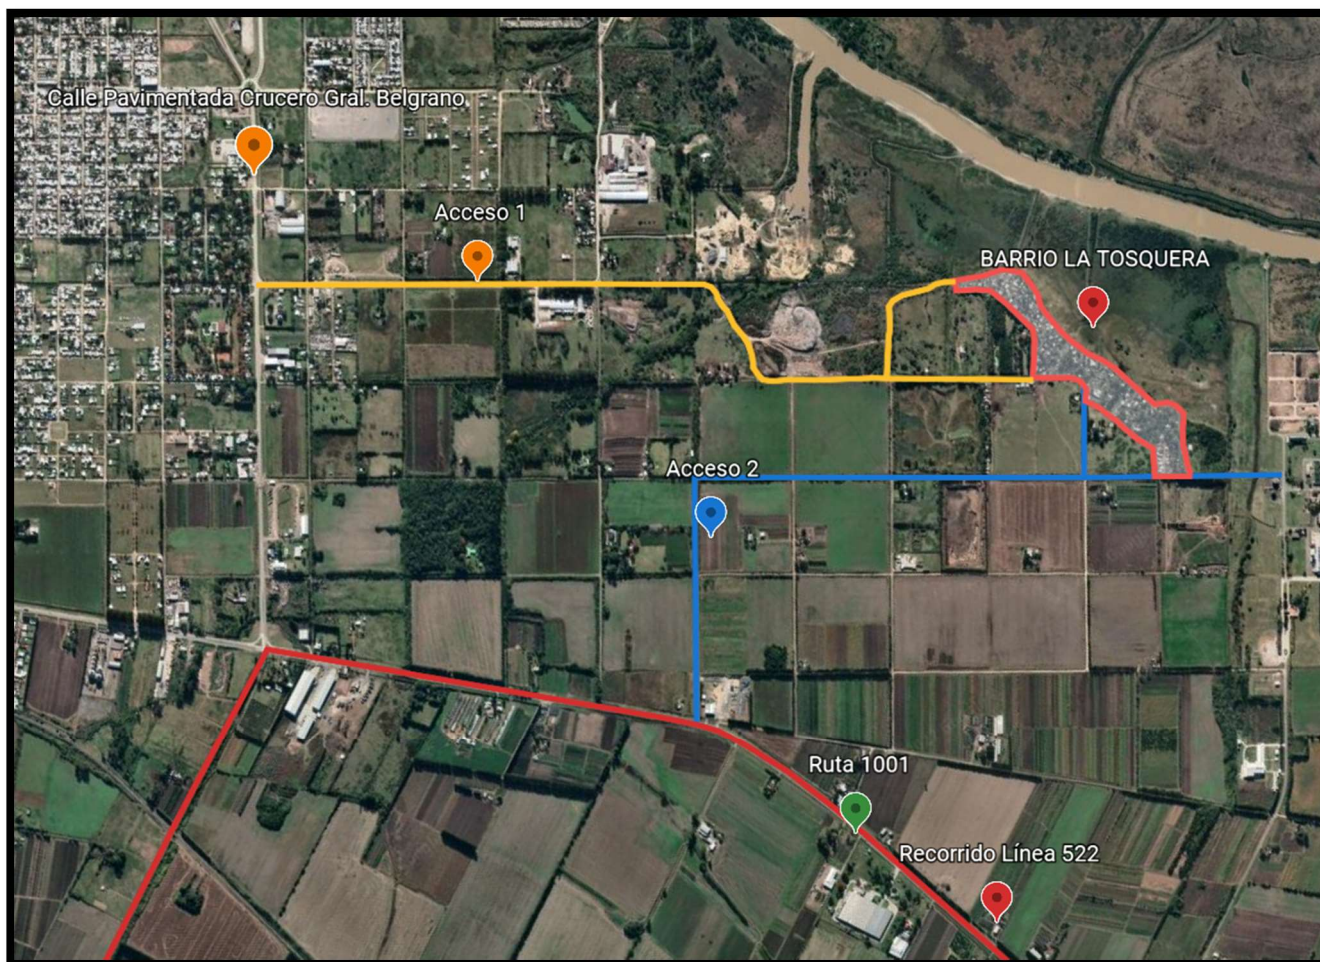 Calle Pavimentada Crucero Gral. Belgrano
Acceso 1
BARRIO LA TOSQUERA
Acceso 2
Ruta 1001
Recorrido Línea 522